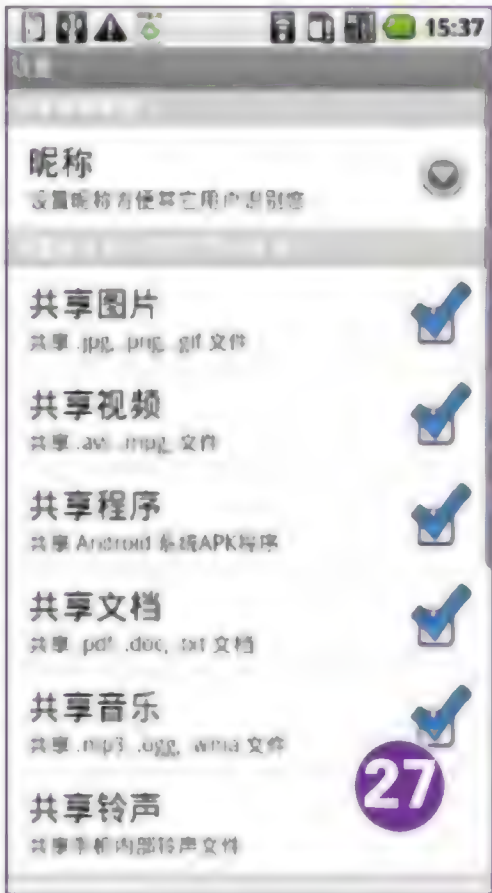 15:37
昵称
设置昵称方便其它用户识别您
共享图片
共享 .jpg, .png, .gif 文件
共享视频
共享 .avi, .mpg, 文件
共享程序
共享 Android 系统APK程序
共享文档
共享 .pdf .doc, .txt 文档
共享音乐
共享 .mp3 .ogg, .wma 文件
27
共享铃声
共享手机内部铃声文件